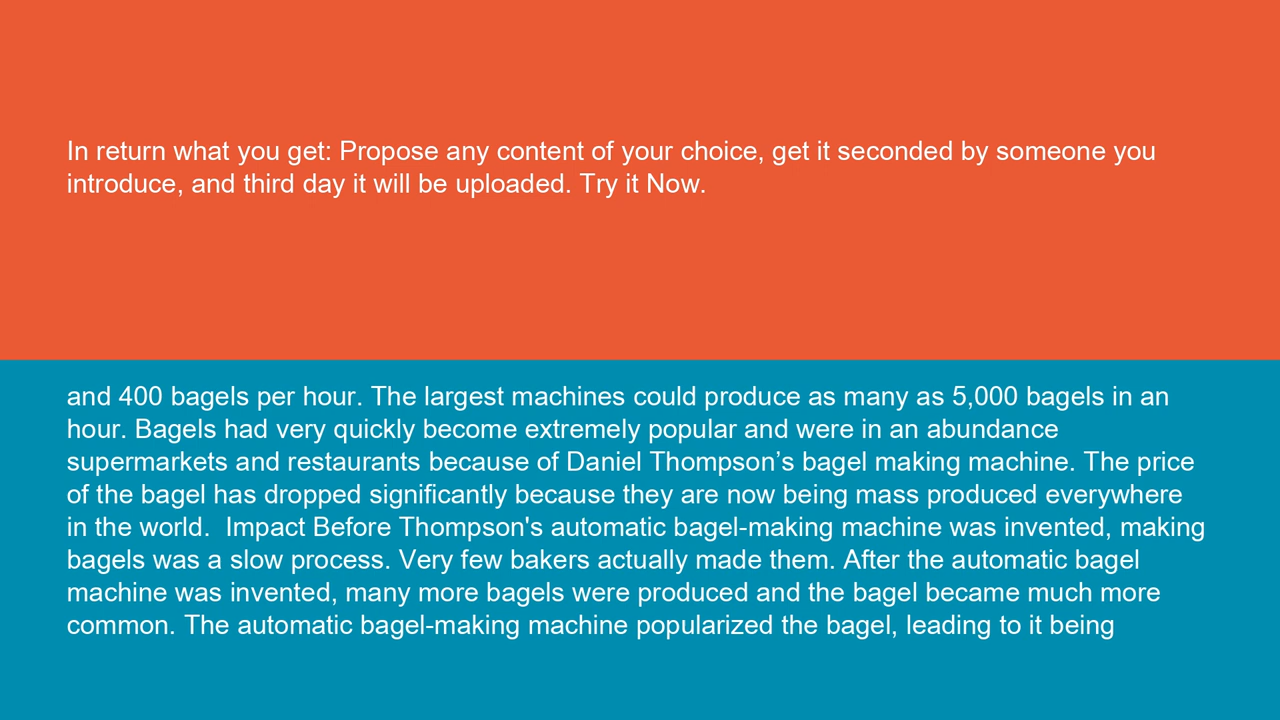 In return what you get: Propose any content of your choice, get it seconded by someone you
introduce, and third day it will be uploaded. Try it Now.
and 400 bagels per hour. The largest machines could produce as many as 5,000 bagels in an
hour. Bagels had very quickly become extremely popular and were in an abundance
supermarkets and restaurants because of Daniel Thompson’s bagel making machine. The price
of the bagel has dropped significantly because they are now being mass produced everywhere
in the world.  Impact Before Thompson's automatic bagel-making machine was invented, making
bagels was a slow process. Very few bakers actually made them. After the automatic bagel
machine was invented, many more bagels were produced and the bagel became much more
common. The automatic bagel-making machine popularized the bagel, leading to it being